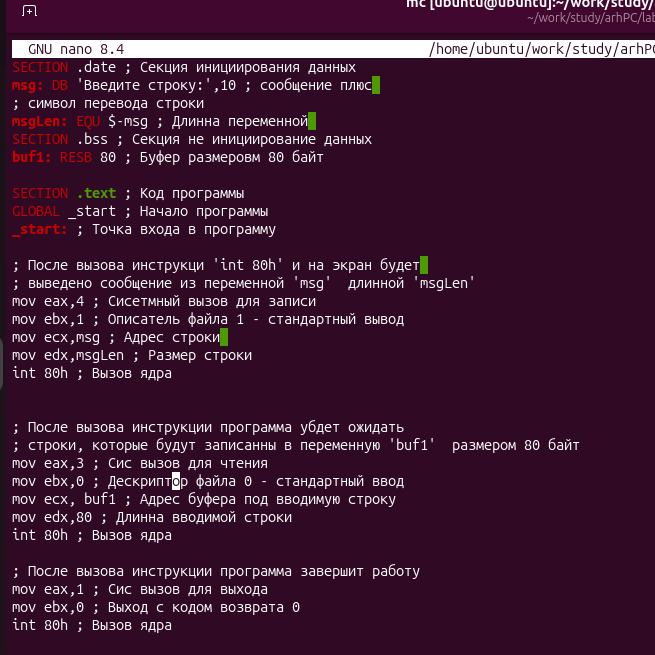 mc [ubuntu@ubuntu]:~/work/study/
~/work/study/arhPC/lab
GNU nano 8.4 /home/ubuntu/work/study/arhPC
SECTION .date ; Секция инициирования данных
msg: DB 'Введите строку:',10 ; сообщение плюс
; символ перевода строки
msgLen: EQU $-msg ; Длинна переменной
SECTION .bss ; Секция не инициирование данных
buf1: RESB 80 ; Буфер размеровм 80 байт
SECTION .text ; Код программы
GLOBAL _start ; Начало программы
_start: ; Точка входа в программу
; После вызова инструкци 'int 80h' и на экран будет
; выведено сообщение из переменной 'msg'  длинной 'msgLen'
mov eax,4 ; Сисетмный вызов для записи
mov ebx,1 ; Описатель файла 1 - стандартный вывод
mov ecx,msg ; Адрес строки
mov edx,msgLen ; Размер строки
int 80h ; Вызов ядра
; После вызова инструкции программа убдет ожидать
; строки, которые будут записанны в переменную 'buf1'  размером 80 байт
mov eax,3 ; Сис вызов для чтения
mov ebx,0 ; Дескриптор файла 0 - стандартный ввод
mov ecx, buf1 ; Адрес буфера под вводимую строку
mov edx,80 ; Длинна вводимой строки
int 80h ; Вызов ядра
; После вызова инструкции программа завершит работу
mov eax,1 ; Сис вызов для выхода
mov ebx,0 ; Выход с кодом возврата 0
int 80h ; Вызов ядра